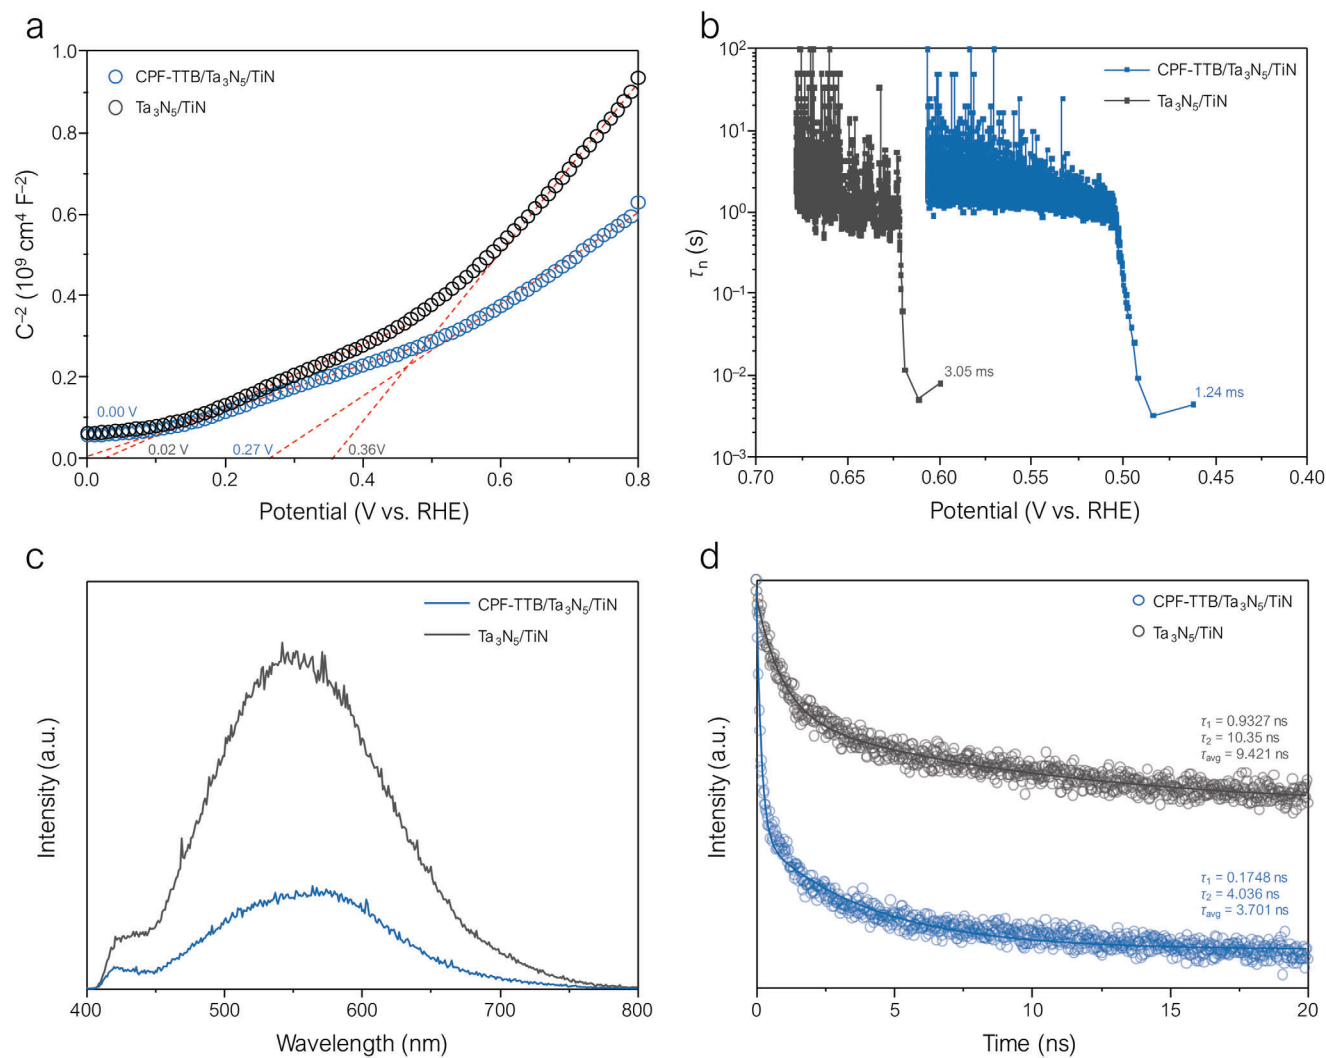 a
1.0
0.8
0.6
0.4
0.2
0.0
C⁻² (10⁹ cm⁴ F⁻²)
CPF-TTB/Ta₃N₅/TiN
Ta₃N₅/TiN
0.00 V
0.02 V
0.27 V
0.36V
0.0
0.2
0.4
0.6
0.8
Potential (V vs. RHE)
b
10²
10¹
10⁰
10⁻¹
10⁻²
10⁻³
τₙ (s)
CPF-TTB/Ta₃N₅/TiN
Ta₃N₅/TiN
3.05 ms
1.24 ms
0.70
0.65
0.60
0.55
0.50
0.45
0.40
Potential (V vs. RHE)
c
Intensity (a.u.)
CPF-TTB/Ta₃N₅/TiN
Ta₃N₅/TiN
400
500
600
700
800
Wavelength (nm)
d
Intensity (a.u.)
CPF-TTB/Ta₃N₅/TiN
Ta₃N₅/TiN
τ₁ = 0.9327 ns
τ₂ = 10.35 ns
τavg = 9.421 ns
τ₁ = 0.1748 ns
τ₂ = 4.036 ns
τavg = 3.701 ns
0
5
10
15
20
Time (ns)